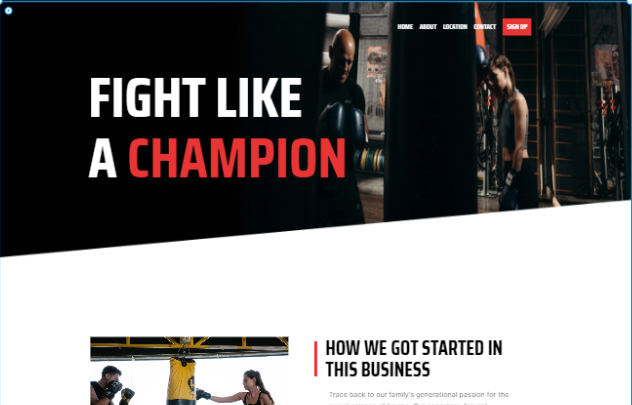 HOME ABOUT LOCATION CONTACT SIGN UP
FIGHT LIKE
A CHAMPION
HOW WE GOT STARTED IN
THIS BUSINESS
Trace back to our family's generational passion for the